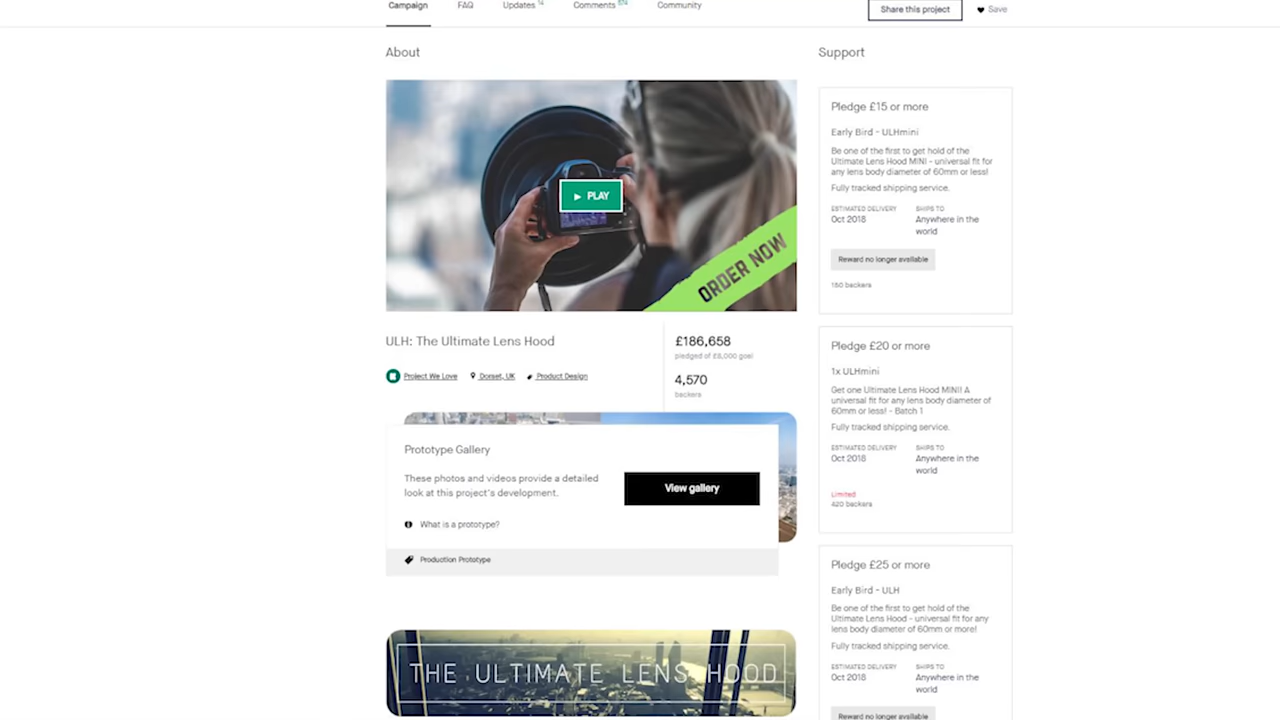 Campaign
FAQ
Updates 14
Comments
Community
Share this project
Save
About
Support
PLAY
ORDER NOW
ULH: The Ultimate Lens Hood
Project We Love
Dorset, UK
Product Design
£186,658
pledged of £8,000 goal
4,570
backers
Prototype Gallery
These photos and videos provide a detailed
look at this project's development.
View gallery
What is a prototype?
Production Prototype
THE ULTIMATE LENS HOOD
Pledge £15 or more
Early Bird - ULHmini
Be one of the first to get hold of the
Ultimate Lens Hood MINI - universal fit for
any lens body diameter of 60mm or less!
Fully tracked shipping service.
ESTIMATED DELIVERY
Oct 2018
SHIPS TO
Anywhere in the
world
Reward no longer available
150 backers
Pledge £20 or more
1x ULHmini
Get one Ultimate Lens Hood MINI! A
universal fit for any lens body diameter of
60mm or less! - Batch 1
Fully tracked shipping service.
ESTIMATED DELIVERY
Oct 2018
SHIPS TO
Anywhere in the
world
Limited
420 backers
Pledge £25 or more
Early Bird - ULH
Be one of the first to get hold of the
Ultimate Lens Hood - universal fit for any
lens body diameter of 60mm or more!
Fully tracked shipping service.
ESTIMATED DELIVERY
Oct 2018
SHIPS TO
Anywhere in the
world
Reward no longer available